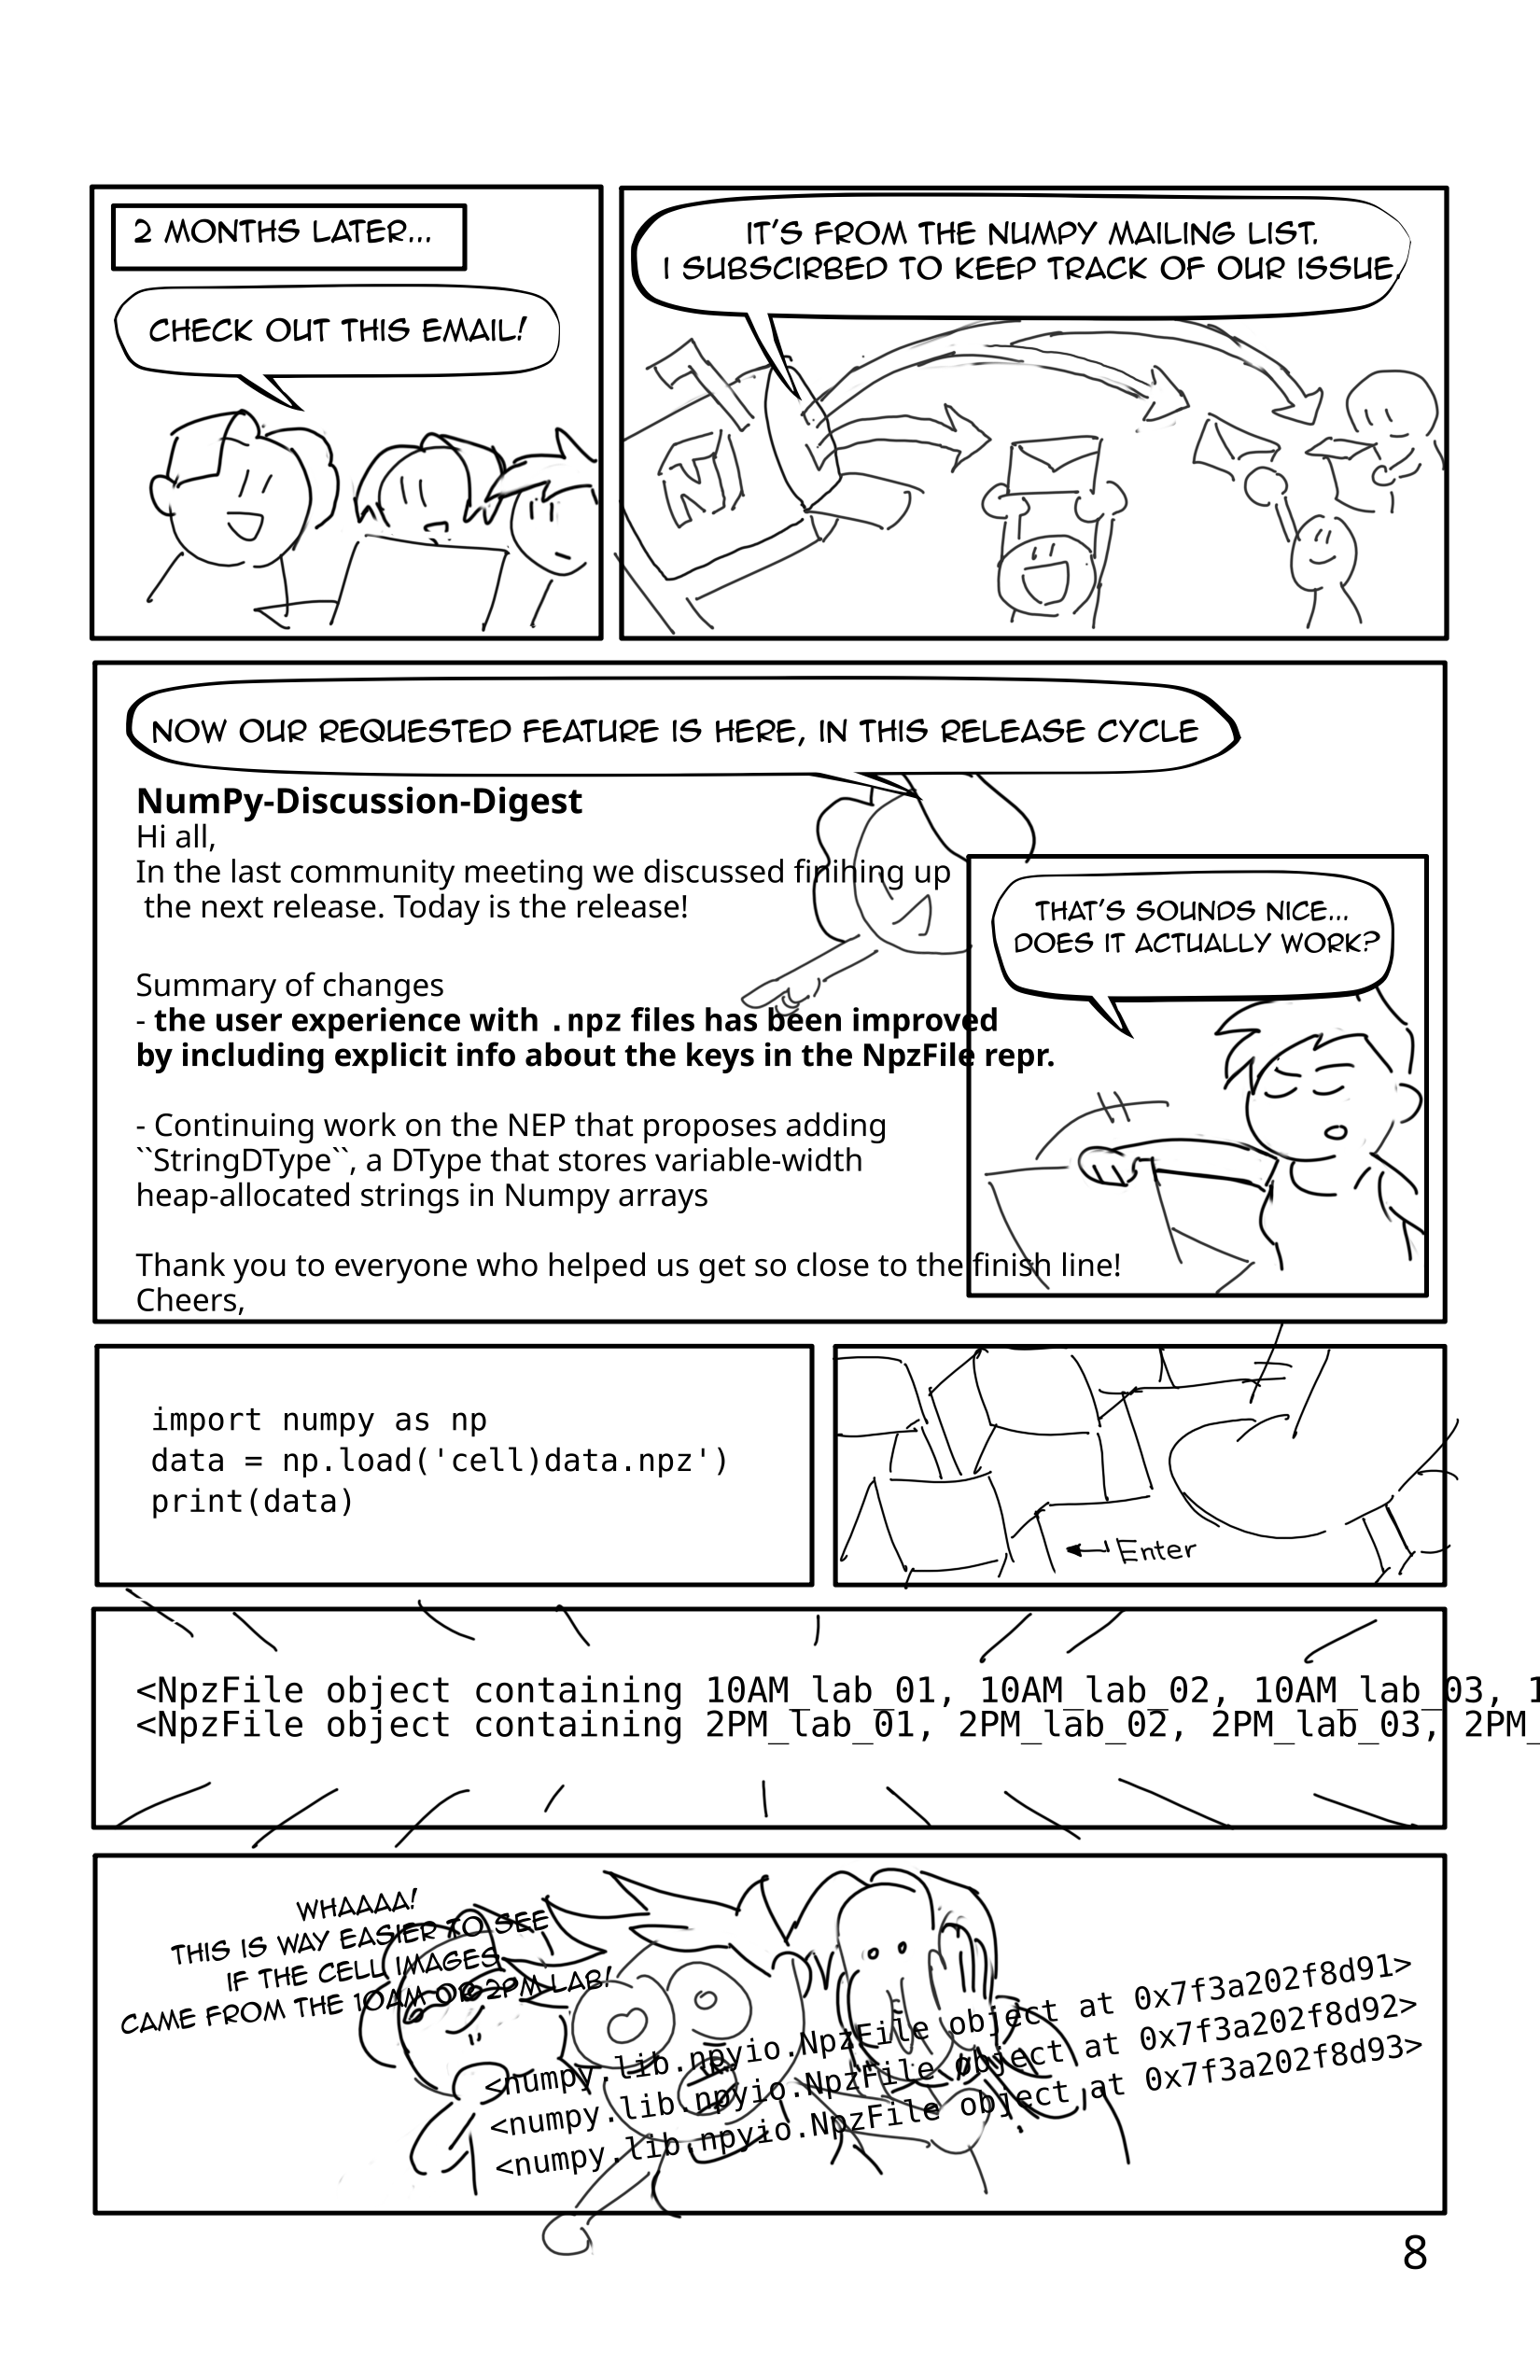 2 MONTHS LATER...
CHECK OUT THIS EMAIL!
IT'S FROM THE NUMPY MAILING LIST.
I SUBSCIRBED TO KEEP TRACK OF OUR ISSUE.
N
NOW OUR REQUESTED FEATURE IS HERE, IN THIS RELEASE CYCLE
NumPy-Discussion-Digest
Hi all,
In the last community meeting we discussed finihing up
the next release. Today is the release!
Summary of changes
- the user experience with .npz files has been improved
by including explicit info about the keys in the NpzFile repr.
- Continuing work on the NEP that proposes adding
``StringDType``, a DType that stores variable-width
heap-allocated strings in Numpy arrays
Thank you to everyone who helped us get so close to the finish line!
Cheers,
THAT'S SOUNDS NICE...
DOES IT ACTUALLY WORK?
import numpy as np
data = np.load('cell)data.npz')
print(data)
Enter
<NpzFile object containing 10AM_lab_01, 10AM_lab_02, 10AM_lab_03, 1
<NpzFile object containing 2PM_lab_01, 2PM_lab_02, 2PM_lab_03, 2PM_
WHAAAA!
THIS IS WAY EASIER TO SEE
IF THE CELL IMAGES
CAME FROM THE 10AM OR 2PM LAB!
<numpy.lib.npyio.NpzFile object at 0x7f3a202f8d91>
<numpy.lib.npyio.NpzFile object at 0x7f3a202f8d92>
<numpy.lib.npyio.NpzFile object at 0x7f3a202f8d93>
8